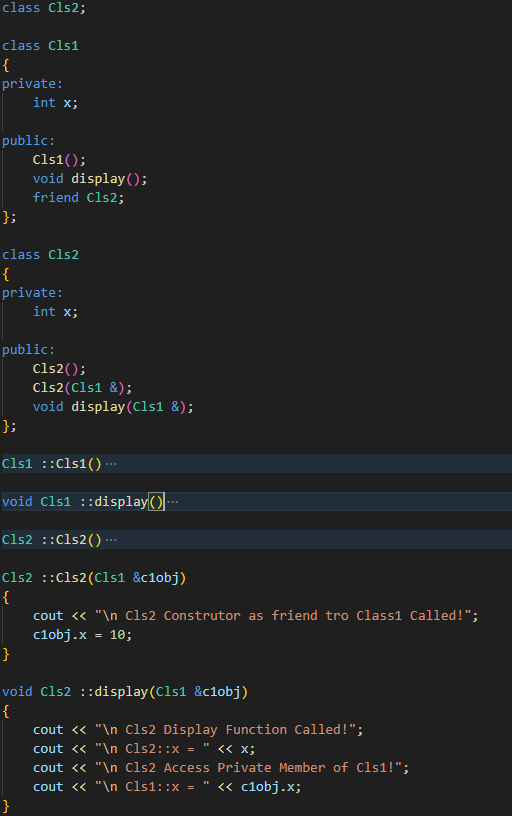 class Cls2;
class Cls1
{
private:
int x;
public:
Cls1();
void display();
friend Cls2;
};
class Cls2
{
private:
int x;
public:
Cls2();
Cls2(Cls1 &);
void display(Cls1 &);
};
Cls1 ::Cls1() ···
void Cls1 ::display() ···
Cls2 ::Cls2() ···
Cls2 ::Cls2(Cls1 &c1obj)
{
cout << "\n Cls2 Construtor as friend tro Class1 Called!";
c1obj.x = 10;
}
void Cls2 ::display(Cls1 &c1obj)
{
cout << "\n Cls2 Display Function Called!";
cout << "\n Cls2::x = " << x;
cout << "\n Cls2 Access Private Member of Cls1!";
cout << "\n Cls1::x = " << c1obj.x;
}